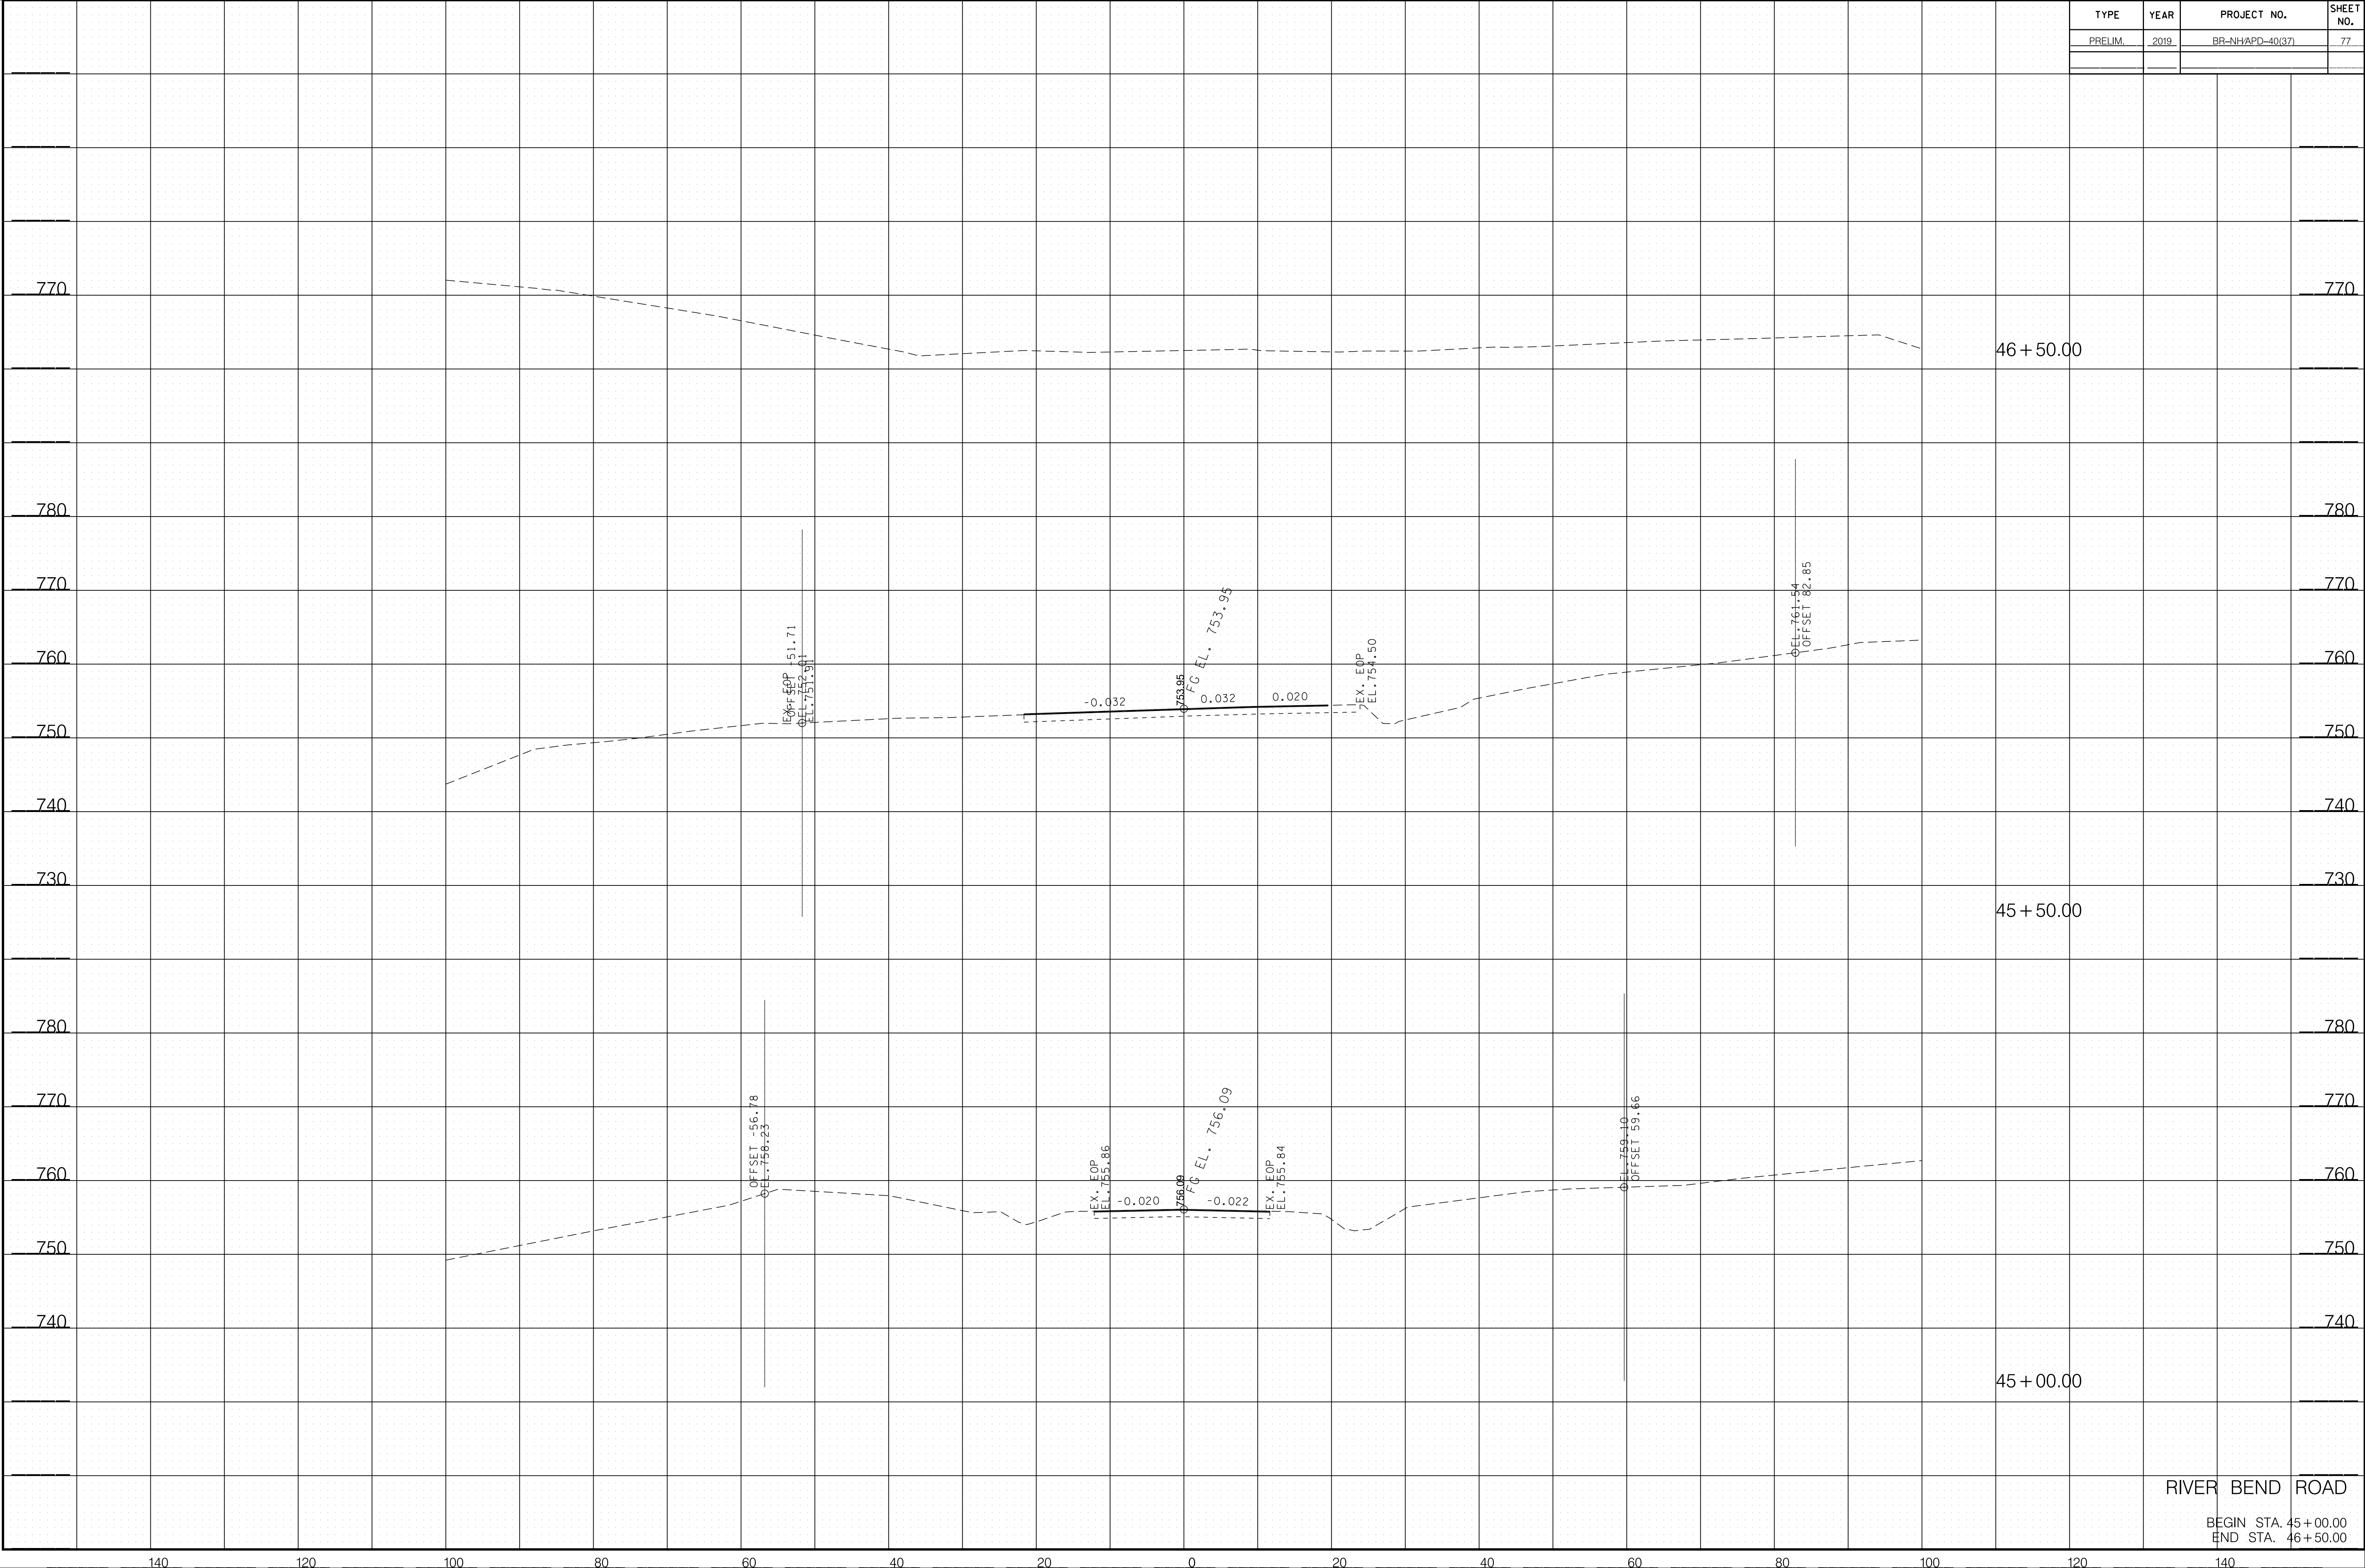 TYPE YEAR PROJECT NO. SHEET NO.
PRELIM. 2019 BR-NH/APD-40(37) 77
770 770
46+50.00
780 780
770 770
760 760
750 750
740 740
730 730
EX. EOP
OFFSET -51.71
EL.752.01
EL.751.91
-0.032
753.95
FG EL. 753.95
0.032
0.020
EX. EOP
EL.754.50
EL.761.54
OFFSET 82.85
45+50.00
780 780
770 770
760 760
750 750
740 740
OFFSET -56.78
EL.758.23
EX. EOP
EL.755.86
-0.020
756.09
FG EL. 756.09
-0.022
EX. EOP
EL.755.84
EL.759.10
OFFSET 59.66
45+00.00
RIVER BEND ROAD
BEGIN STA. 45+00.00
END STA. 46+50.00
140 120 100 80 60 40 20 0 20 40 60 80 100 120 140